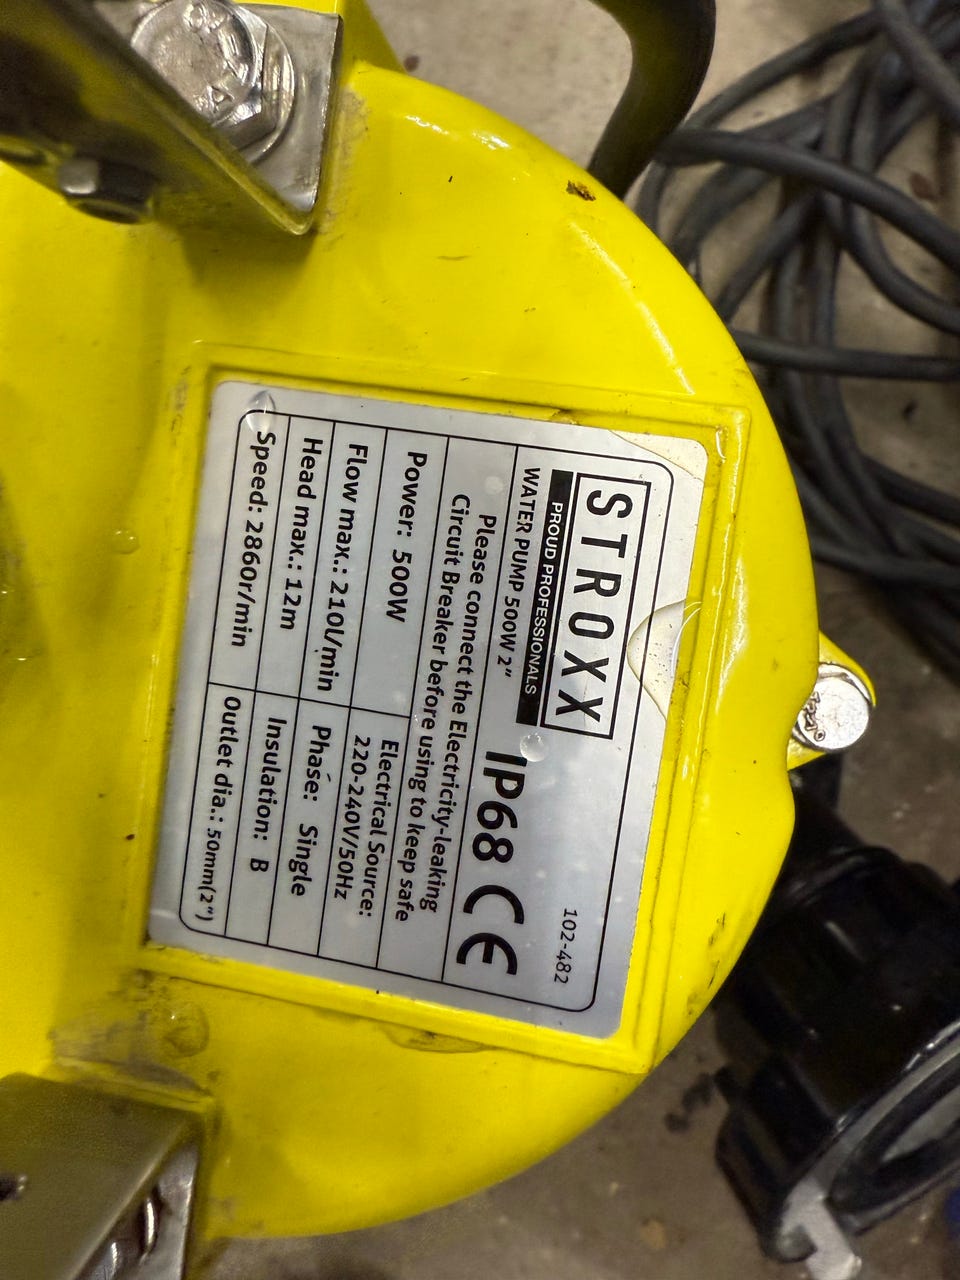 STROXX
PROUD PROFESSIONALS
102-482
WATER PUMP 500W 2"
IP68 CE
Please connect the Electricity-leaking
Circuit Breaker before using to keep safe
Power: 500W
Electrical Source:
220-240V/50Hz
Flow max.: 210l/min
Phase: Single
Head max.: 12m
Insulation: B
Speed: 2860r/min
Outlet dia.: 50mm(2")